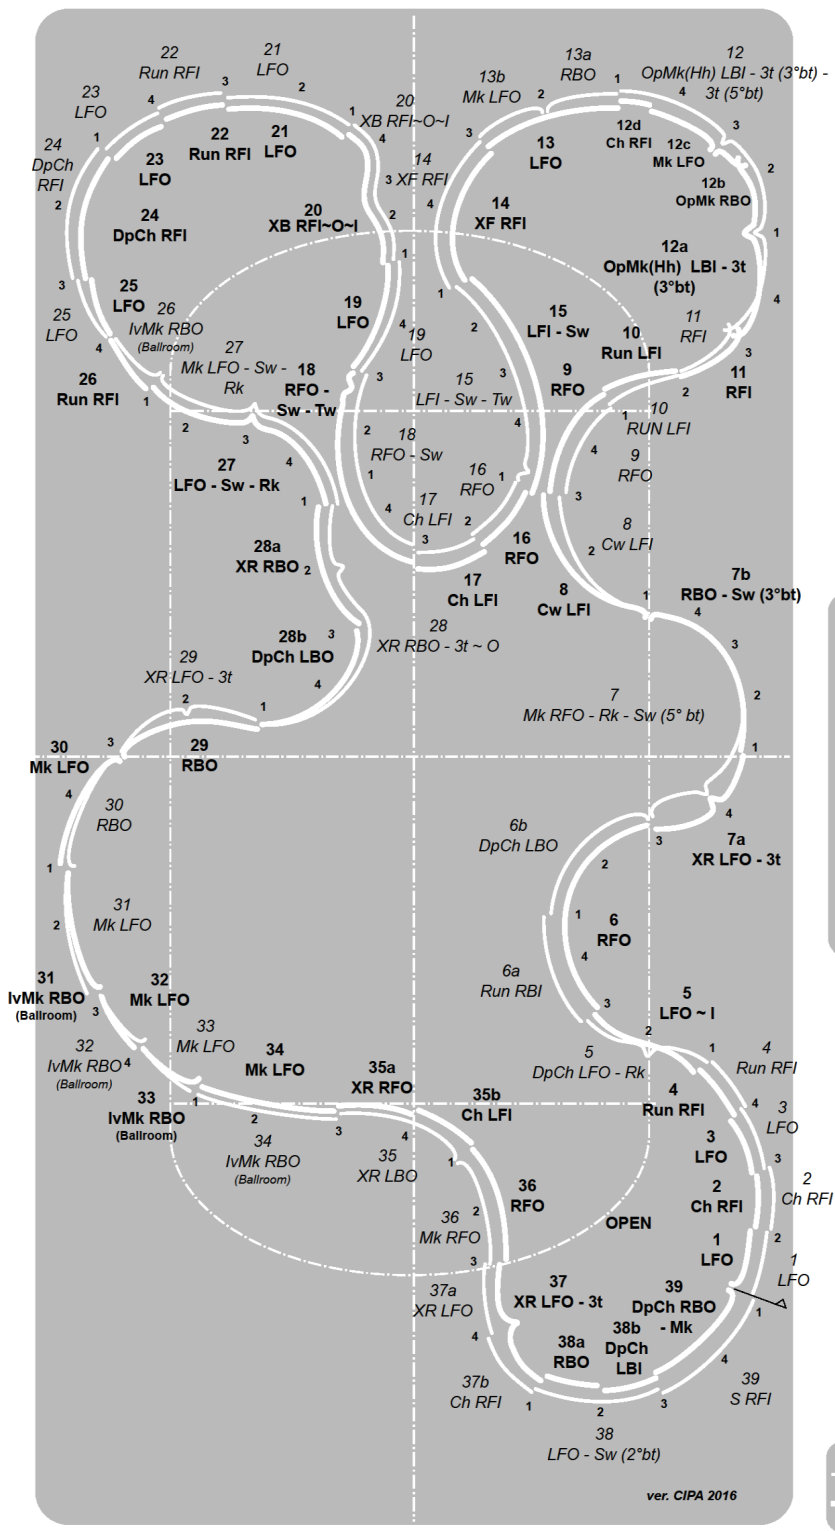 22
Run RFI
21
LFO
13a
RBO
12
OpMk(Hh) LBI - 3t (3°bt) -
3t (5°bt)
13b
Mk LFO
23
LFO
20
XB RFI~O~I
24
DpCh
RFI
14
XF RFI
22
Run RFI
21
LFO
23
LFO
13
LFO
12d
Ch RFI
12c
Mk LFO
12b
OpMk RBO
24
DpCh RFI
20
XB RFI~O~I
14
XF RFI
12a
OpMk(Hh) LBI - 3t
(3°bt)
25
LFO
26
IvMk RBO
(Ballroom)
25
LFO
19
LFO
19
LFO
15
LFI - Sw
10
Run LFI
11
RFI
27
Mk LFO - Sw -
Rk
18
RFO -
Sw - Tw
15
LFI - Sw - Tw
9
RFO
11
RFI
26
Run RFI
10
RUN LFI
18
RFO - Sw
16
RFO
9
RFO
27
LFO - Sw - Rk
17
Ch LFI
8
Cw LFI
28a
XR RBO
16
RFO
17
Ch LFI
8
Cw LFI
7b
RBO - Sw (3°bt)
28b
DpCh LBO
28
XR RBO - 3t ~ O
29
XR LFO - 3t
7
Mk RFO - Rk - Sw (5° bt)
30
Mk LFO
29
RBO
30
RBO
6b
DpCh LBO
7a
XR LFO - 3t
31
Mk LFO
6
RFO
31
IvMk RBO
(Ballroom)
32
Mk LFO
6a
Run RBI
5
LFO ~ I
32
IvMk RBO
(Ballroom)
33
Mk LFO
34
Mk LFO
35a
XR RFO
5
DpCh LFO - Rk
4
Run RFI
33
IvMk RBO
(Ballroom)
35b
Ch LFI
4
Run RFI
3
LFO
34
IvMk RBO
(Ballroom)
35
XR LBO
3
LFO
2
Ch RFI
2
Ch RFI
36
RFO
36
Mk RFO
OPEN
1
LFO
1
LFO
37a
XR LFO
37
XR LFO - 3t
39
DpCh RBO
- Mk
38a
RBO
38b
DpCh
LBI
37b
Ch RFI
39
S RFI
38
LFO - Sw (2°bt)
ver. CIPA 2016